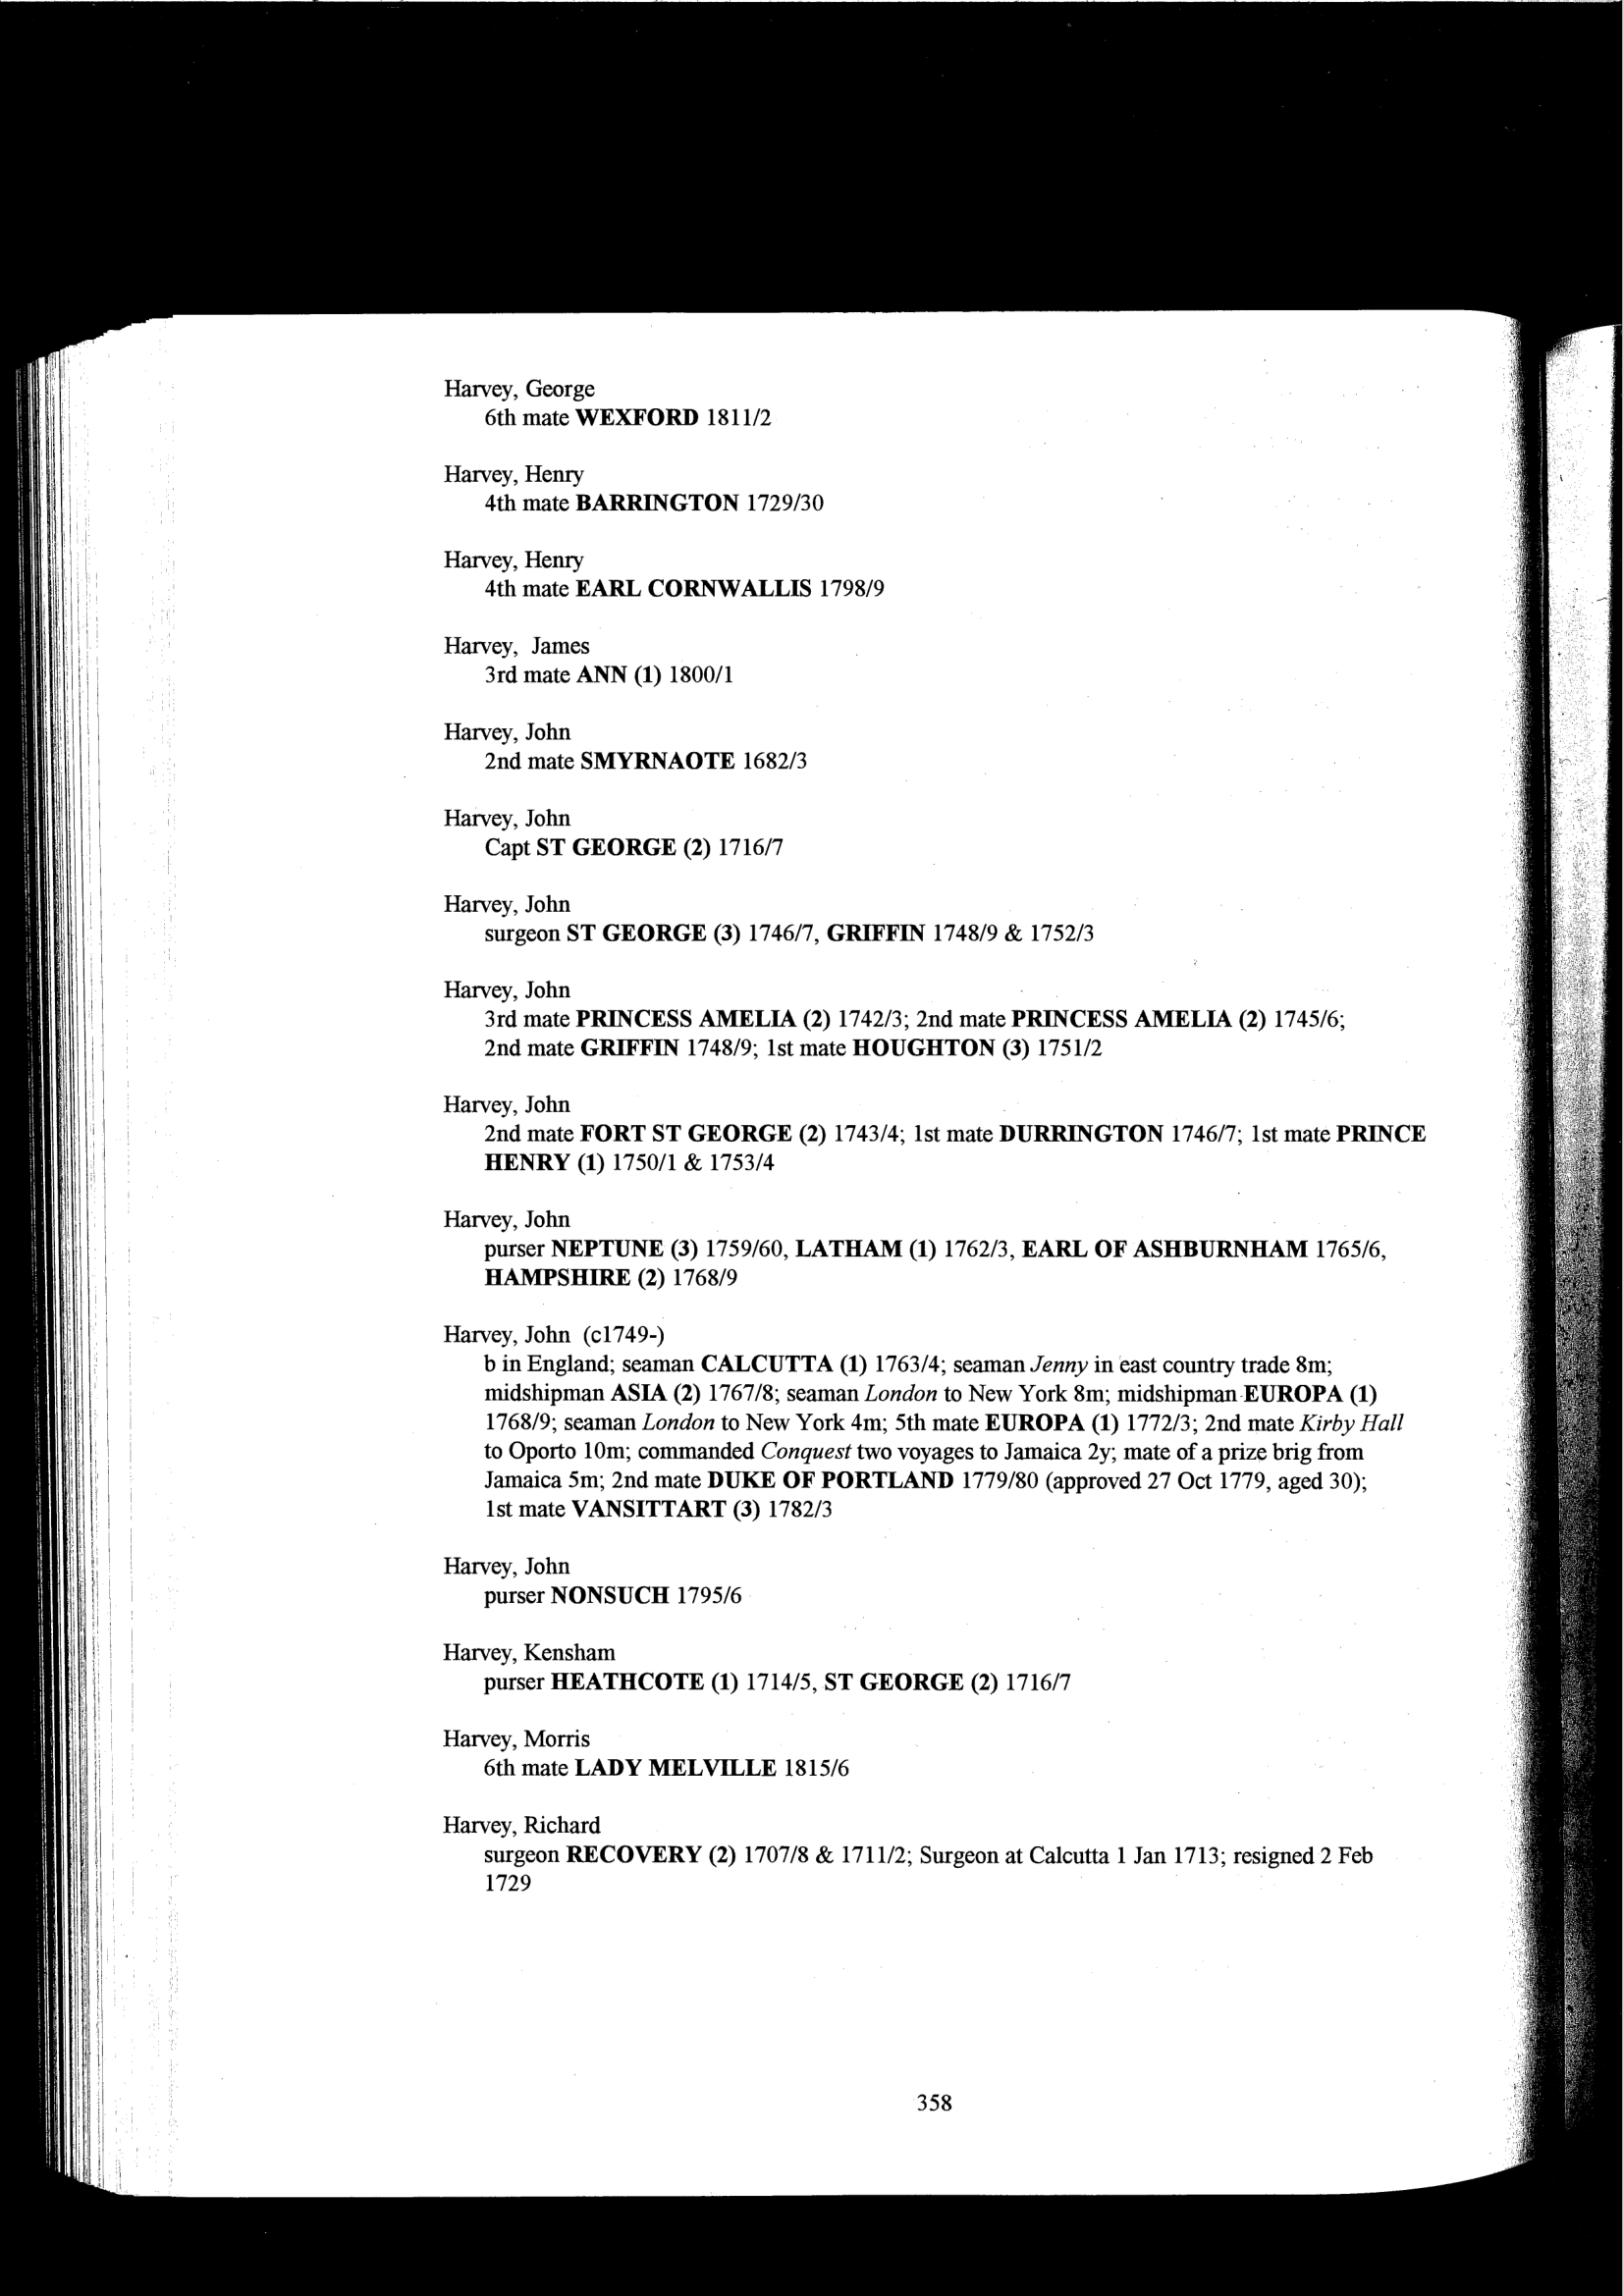 Harvey, George
6th mate WEXFORD 1811/2
Harvey, Henry
4th mate BARRINGTON 1729/30
Harvey, Henry
4th mate EARL CORNWALLIS 1798/9
Harvey, James
3rd mate ANN (1) 1800/1
Harvey, John
2nd mate SMYRNAOTE 1682/3
Harvey, John
Capt ST GEORGE (2) 1716/7
Harvey, John
surgeon ST GEORGE (3) 1746/7, GRIFFIN 1748/9 & 1752/3
Harvey, John
3rd mate PRINCESS AMELIA (2) 1742/3; 2nd mate PRINCESS AMELIA (2) 1745/6;
2nd mate GRIFFIN 1748/9; 1st mate HOUGHTON (3) 1751/2
Harvey, John
2nd mate FORT ST GEORGE (2) 1743/4; 1st mate DURRINGTON 1746/7; 1st mate PRINCE
HENRY (1) 1750/1 & 1753/4
Harvey, John
purser NEPTUNE (3) 1759/60, LATHAM (1) 1762/3, EARL OF ASHBURNHAM 1765/6,
HAMPSHIRE (2) 1768/9
Harvey, John (c1749-)
b in England; seaman CALCUTTA (1) 1763/4; seaman Jenny in east country trade 8m;
midshipman ASIA (2) 1767/8; seaman London to New York 8m; midshipman EUROPA (1)
1768/9; seaman London to New York 4m; 5th mate EUROPA (1) 1772/3; 2nd mate Kirby Hall
to Oporto 10m; commanded Conquest two voyages to Jamaica 2y; mate of a prize brig from
Jamaica 5m; 2nd mate DUKE OF PORTLAND 1779/80 (approved 27 Oct 1779, aged 30);
1st mate VANSITTART (3) 1782/3
Harvey, John
purser NONSUCH 1795/6
Harvey, Kensham
purser HEATHCOTE (1) 1714/5, ST GEORGE (2) 1716/7
Harvey, Morris
6th mate LADY MELVILLE 1815/6
Harvey, Richard
surgeon RECOVERY (2) 1707/8 & 1711/2; Surgeon at Calcutta 1 Jan 1713; resigned 2 Feb
1729
358